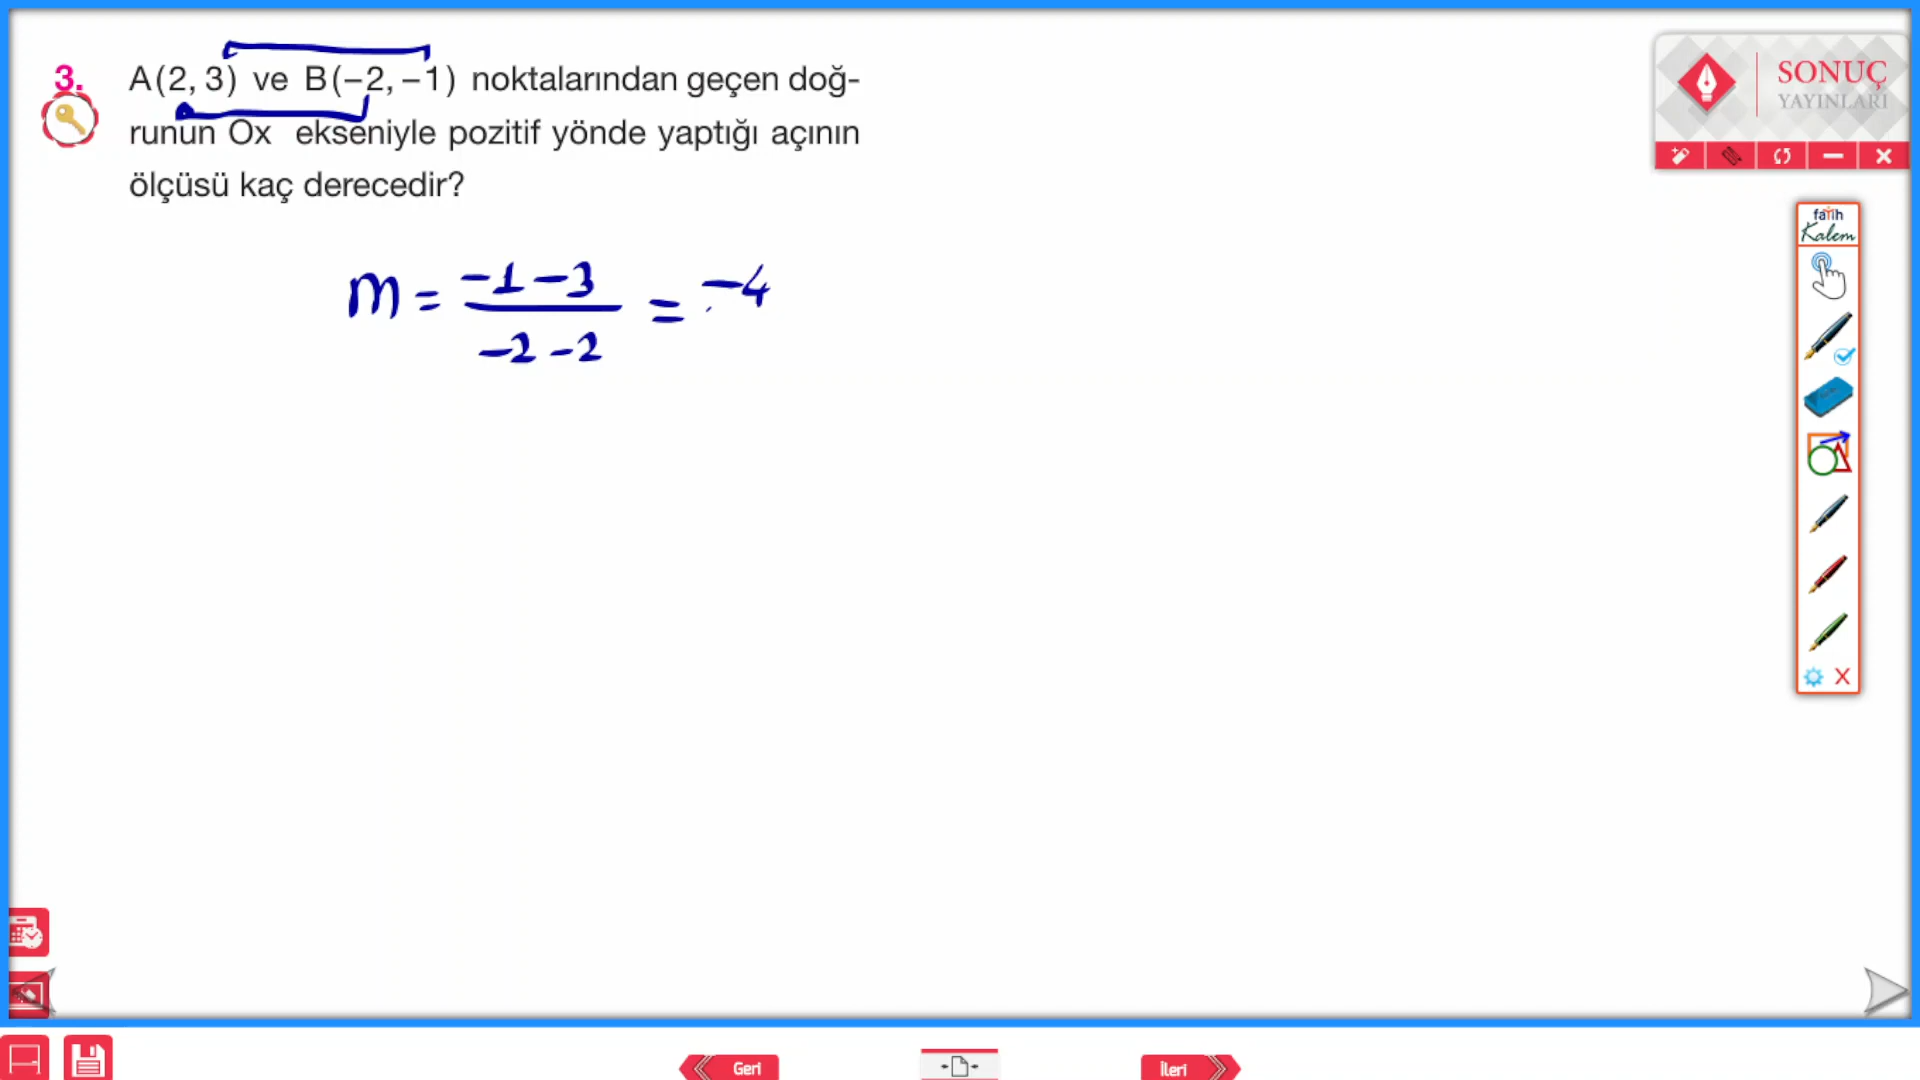 3. A(2, 3) ve B(−2, −1) noktalarından geçen doğ-
runun Ox ekseniyle pozitif yönde yaptığı açının
ölçüsü kaç derecedir?
m = −1 −3 / −2 −2 = −4
SONUÇ
YAYINLARI
fatih
Kalem
X
Geri
İleri